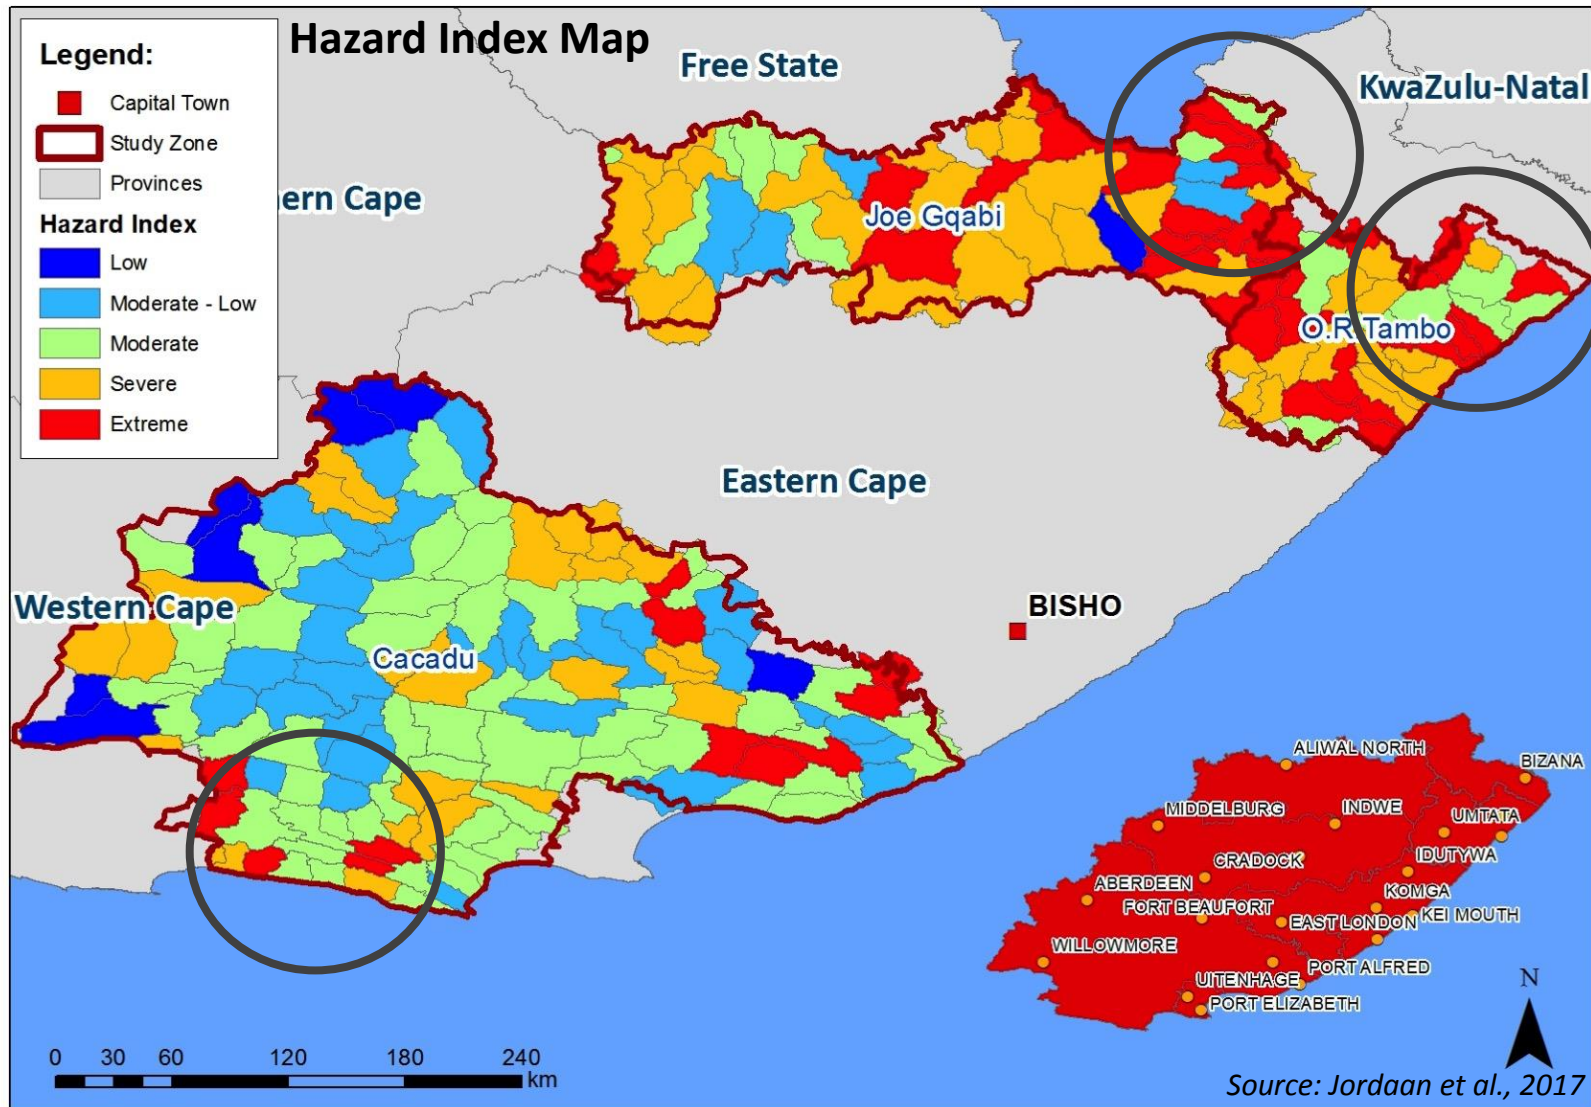 Hazard Index Map
Legend:
Capital Town
Study Zone
Provinces
Hazard Index
Low
Moderate - Low
Moderate
Severe
Extreme
Free State
KwaZulu-Natal
ern Cape
Joe Gqabi
O.R.Tambo
Eastern Cape
Western Cape
BISHO
Cacadu
ALIWAL NORTH
BIZANA
MIDDELBURG
INDWE
UMTATA
CRADOCK
IDUTYWA
ABERDEEN
KOMGA
FORT BEAUFORT
KEI MOUTH
EAST LONDON
WILLOWMORE
PORT ALFRED
UITENHAGE
PORT ELIZABETH
N
0 30 60 120 180 240
km
Source: Jordaan et al., 2017